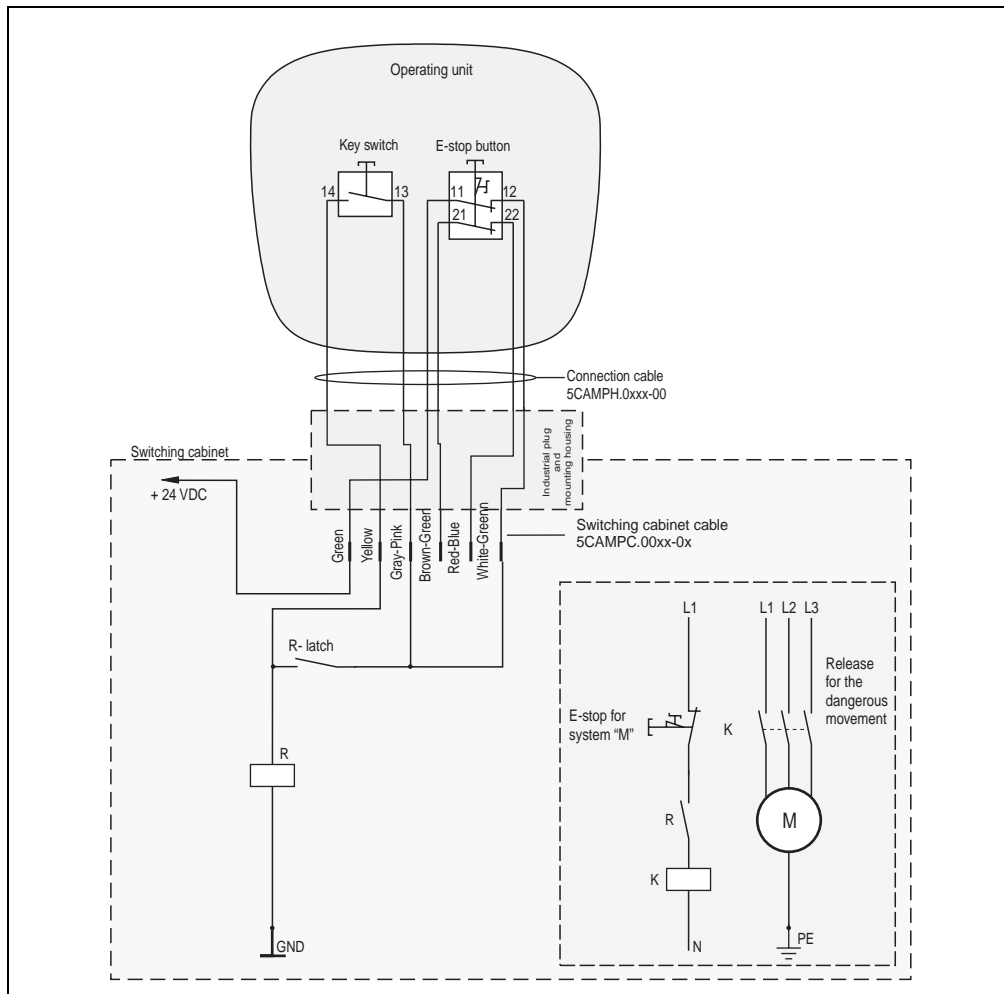 Operating unit
Key switch
E-stop button
14
13
11
12
21
22
Connection cable
5CAMPH.0xxx-00
Industrial plug
and
mounting housing
Switching cabinet
+ 24 VDC
Green
Yellow
Gray-Pink
Brown-Green
Red-Blue
White-Greenn
Switching cabinet cable
5CAMPC.00xx-0x
R- latch
R
GND
L1
L1 L2 L3
Release
for the
dangerous
movement
E-stop for
system “M”
K
R
M
K
N
PE